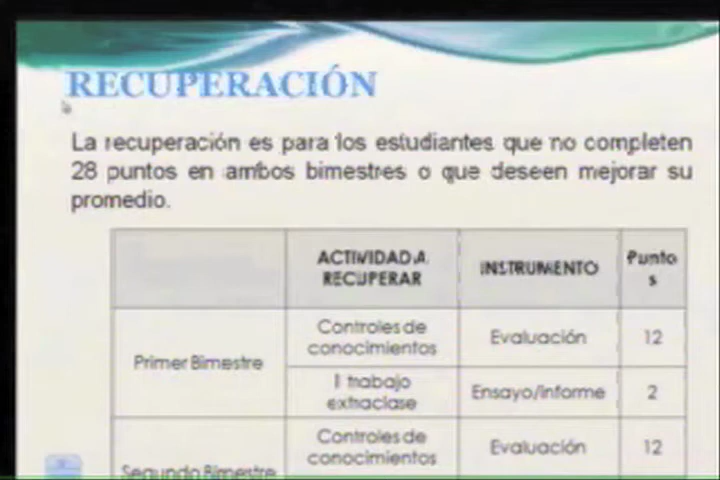 RECUPERACIÓN
La recuperación es para los estudiantes que no completen
28 puntos en ambos bimestres o que deseen mejorar su
promedio.
ACTIVIDAD A
RECUPERAR
INSTRUMENTO
Punto
s
Primer Bimestre
Controles de
conocimientos
Evaluación
12
1 trabajo
extraclase
Ensayo/informe
2
Segundo Bimestre
Controles de
conocimientos
Evaluación
12